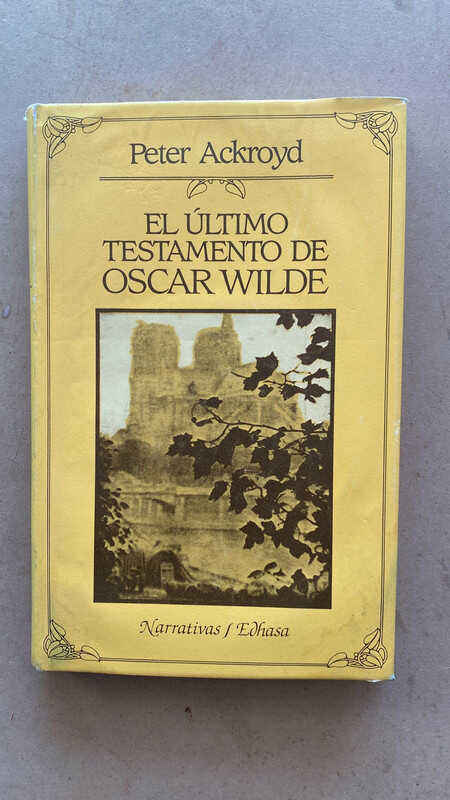 Peter Ackroyd
EL ÚLTIMO
TESTAMENTO DE
OSCAR WILDE
Narrativas / Edhasa